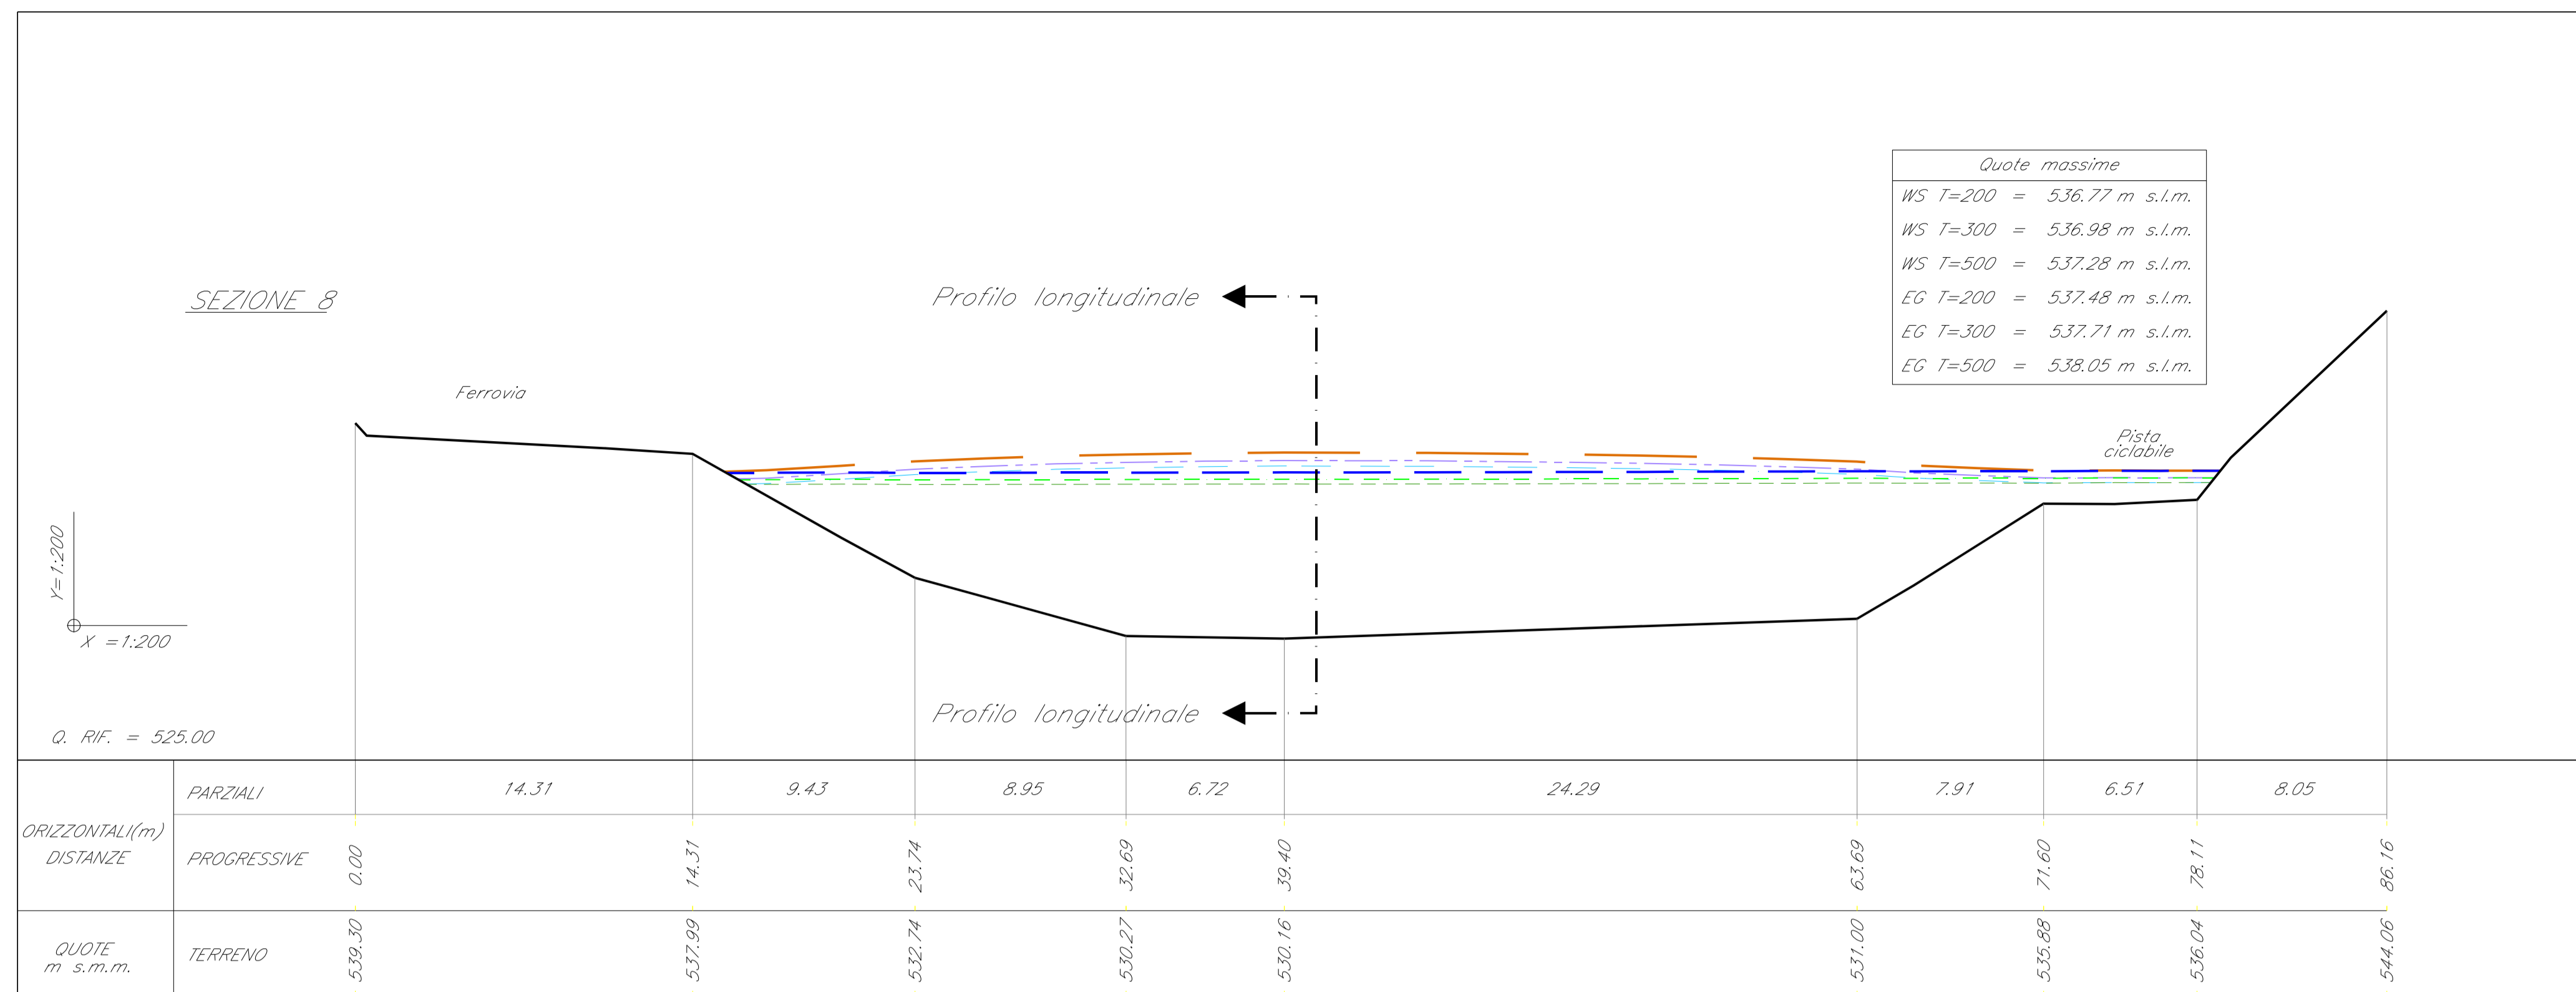 Quote massime
WS T=200 = 536.77 m s.l.m.
WS T=300 = 536.98 m s.l.m.
WS T=500 = 537.28 m s.l.m.
EG T=200 = 537.48 m s.l.m.
EG T=300 = 537.71 m s.l.m.
EG T=500 = 538.05 m s.l.m.
SEZIONE 8
Profilo longitudinale
Ferrovia
Pista
ciclabile
Y=1:200
X =1:200
Profilo longitudinale
Q. RIF. = 525.00
PARZIALI
14.31 9.43 8.95 6.72 24.29 7.91 6.51 8.05
ORIZZONTALI(m)
DISTANZE
PROGRESSIVE
0.00 14.31 23.74 32.69 39.40 63.69 71.60 78.11 86.16
QUOTE
m s.m.m.
TERRENO
539.30 537.99 532.74 530.27 530.16 531.00 535.88 536.04 544.06